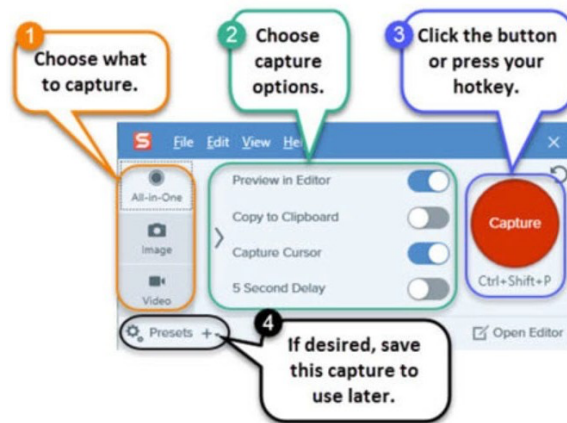 1
Choose what
to capture.
2
Choose
capture
options.
3
Click the button
or press your
hotkey.
S
File Edit View He
All-in-One
Image
Video
Preview in Editor
Copy to Clipboard
Capture Cursor
5 Second Delay
Capture
Ctrl+Shift+P
Presets +
4
If desired, save
this capture to
use later.
Open Editor